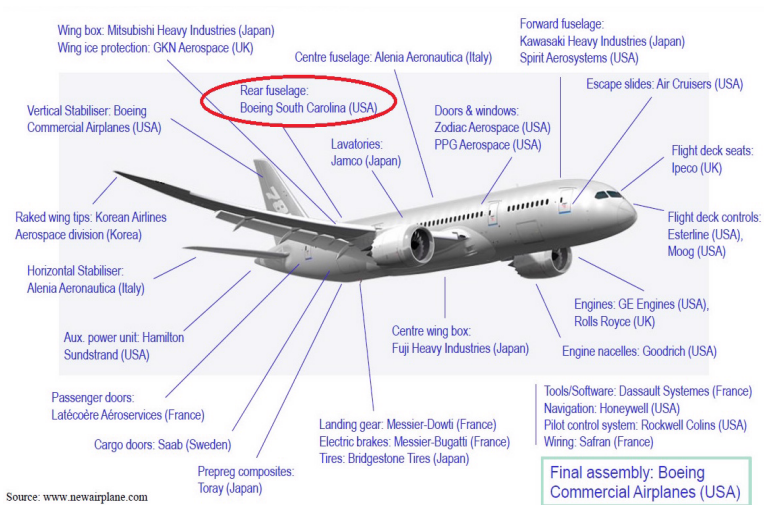 Wing box: Mitsubishi Heavy Industries (Japan)
Wing ice protection: GKN Aerospace (UK)
Centre fuselage: Alenia Aeronautica (Italy)
Forward fuselage:
Kawasaki Heavy Industries (Japan)
Spirit Aerosystems (USA)
Escape slides: Air Cruisers (USA)
Rear fuselage:
Boeing South Carolina (USA)
Vertical Stabiliser: Boeing
Commercial Airplanes (USA)
Lavatories:
Jamco (Japan)
Doors & windows:
Zodiac Aerospace (USA)
PPG Aerospace (USA)
Flight deck seats:
Ipeco (UK)
787
Raked wing tips: Korean Airlines
Aerospace division (Korea)
Flight deck controls:
Esterline (USA),
Moog (USA)
Horizontal Stabiliser:
Alenia Aeronautica (Italy)
Engines: GE Engines (USA),
Rolls Royce (UK)
Aux. power unit: Hamilton
Sundstrand (USA)
Centre wing box:
Fuji Heavy Industries (Japan)
Engine nacelles: Goodrich (USA)
Passenger doors:
Latécoère Aéroservices (France)
Tools/Software: Dassault Systemes (France)
Navigation: Honeywell (USA)
Pilot control system: Rockwell Colins (USA)
Wiring: Safran (France)
Cargo doors: Saab (Sweden)
Landing gear: Messier-Dowti (France)
Electric brakes: Messier-Bugatti (France)
Tires: Bridgestone Tires (Japan)
Prepreg composites:
Toray (Japan)
Final assembly: Boeing
Commercial Airplanes (USA)
Source: www.newairplane.com